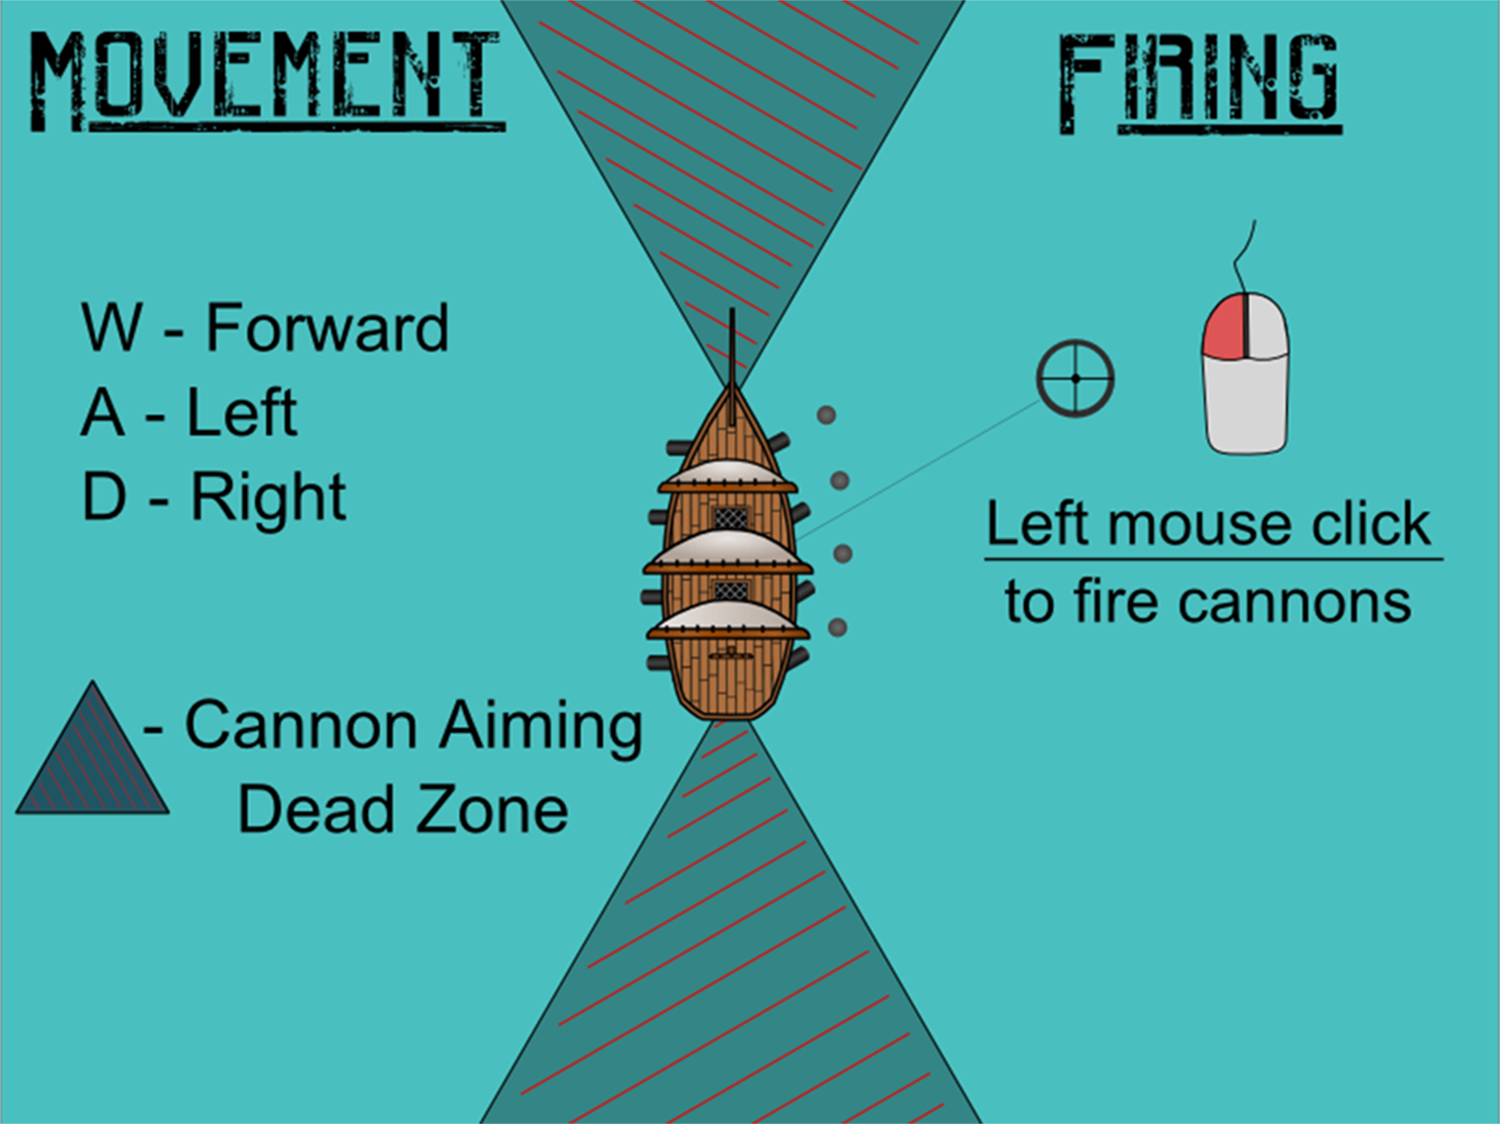 MOVEMENT
W - Forward
A - Left
D - Right
- Cannon Aiming
Dead Zone
FIRING
Left mouse click
to fire cannons